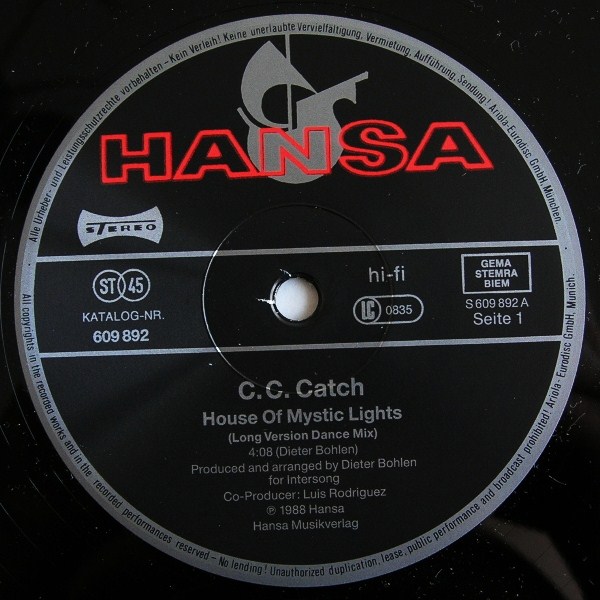 Alle Urheber- und Leistungsschutzrechte vorbehalten – Kein Verleih! Keine unerlaubte Vervielfältigung, Vermietung, Aufführung, Sendung! Ariola-Eurodisc GmbH, München.
HANSA
STEREO
ST 45
KATALOG-NR.
609 892
hi-fi
LC 0835
GEMA
STEMRA
BIEM
S 609 892 A
Seite 1
C. C. Catch
House Of Mystic Lights
(Long Version Dance Mix)
4:08 (Dieter Bohlen)
Produced and arranged by Dieter Bohlen
for Intersong
Co-Producer: Luis Rodriguez
℗ 1988 Hansa
Hansa Musikverlag
All copyrights in the recorded works and in the recorded performances reserved – No lending! Unauthorized duplication, lease, public performance and broadcast prohibited! Ariola-Eurodisc GmbH, Munich.